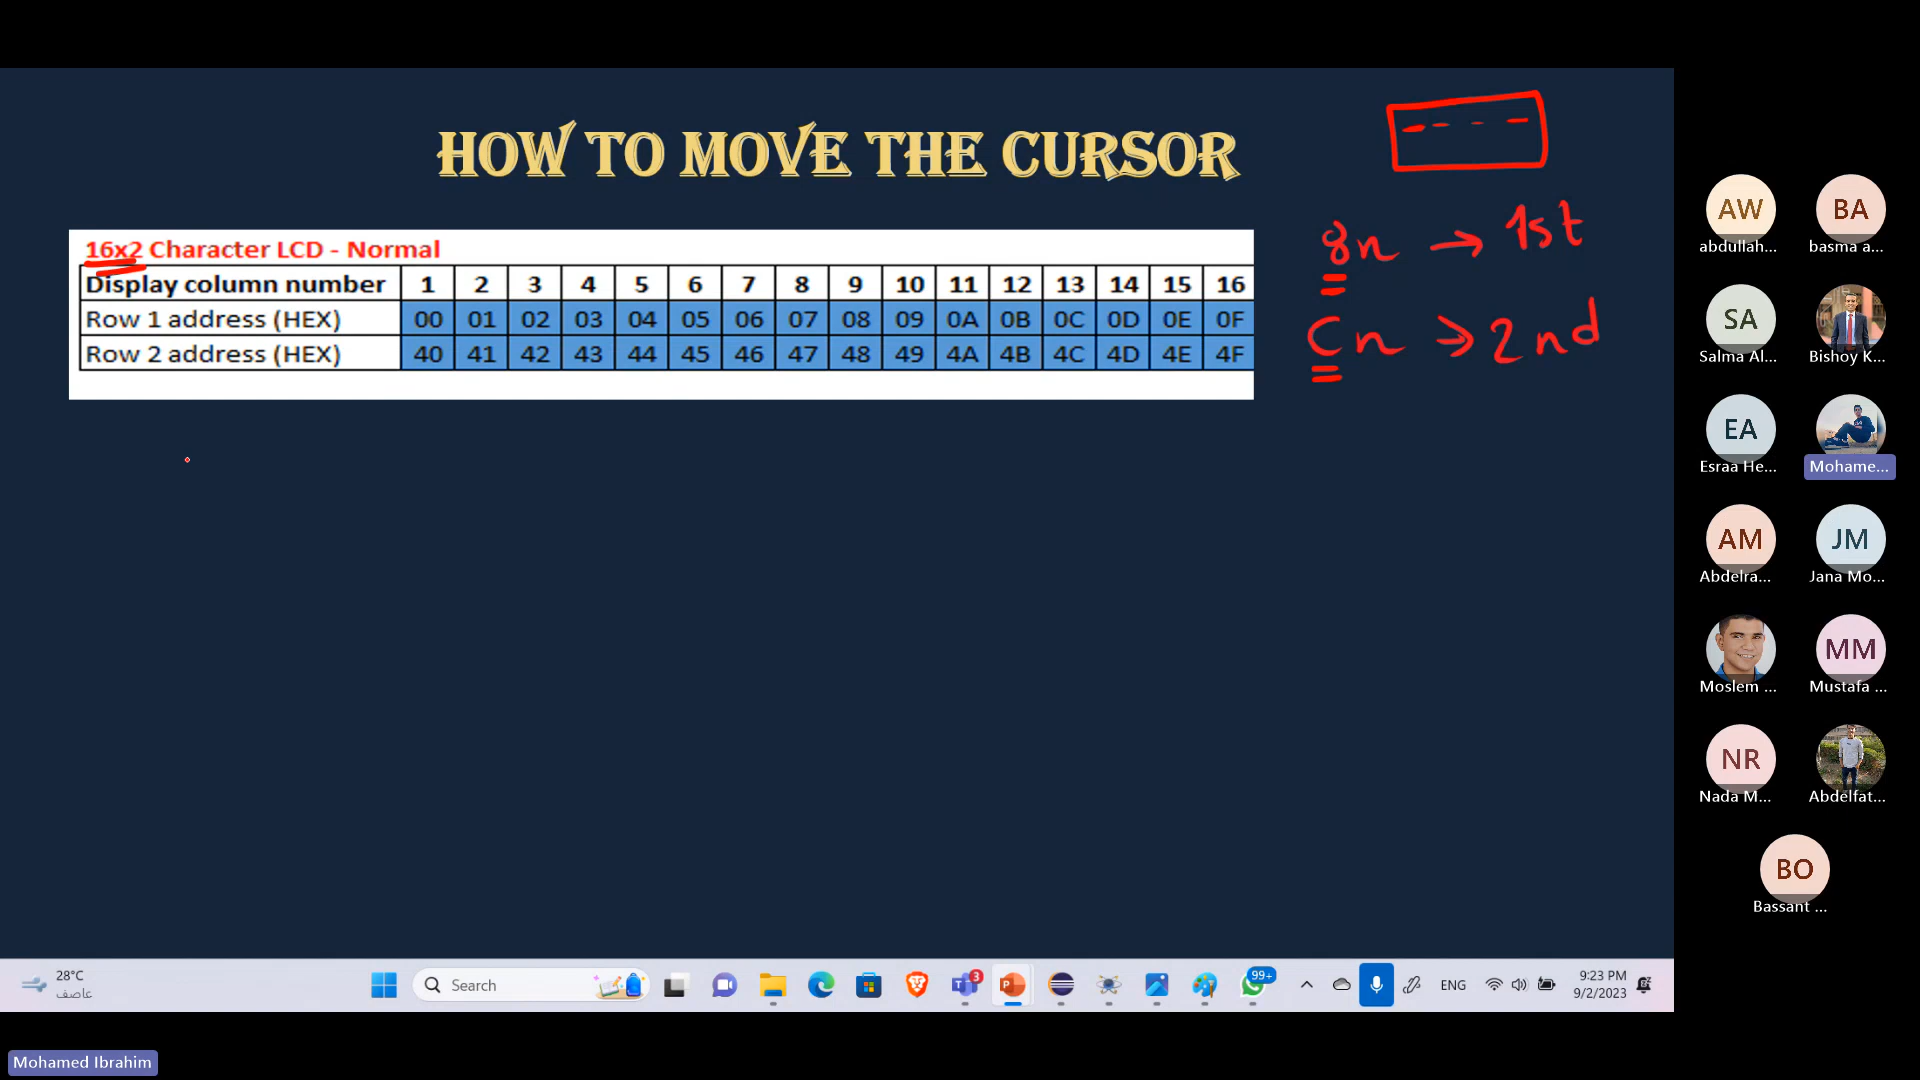 HOW TO MOVE THE CURSOR
16x2 Character LCD - Normal
Display column number 1 2 3 4 5 6 7 8 9 10 11 12 13 14 15 16
Row 1 address (HEX) 00 01 02 03 04 05 06 07 08 09 0A 0B 0C 0D 0E 0F
Row 2 address (HEX) 40 41 42 43 44 45 46 47 48 49 4A 4B 4C 4D 4E 4F
8n → 1st
Cn → 2nd
AW BA
abdullah... basma a...
SA
Salma Al... Bishoy K...
EA
Esraa He... Mohame...
AM JM
Abdelra... Jana Mo...
MM
Moslem ... Mustafa ...
NR
Nada M... Abdelfat...
BO
Bassant ...
28°C
عاصف
Search
3
99+
ENG
9:23 PM
9/2/2023
Mohamed Ibrahim